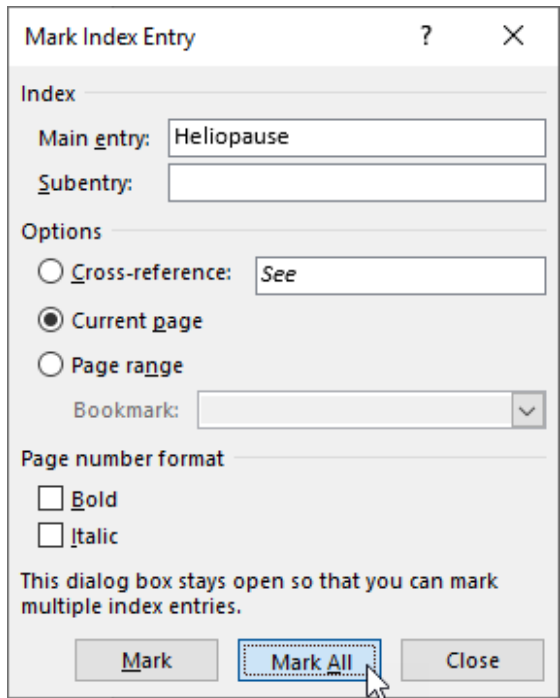 Mark Index Entry ?
Index
Main entry: Heliopause
Subentry:
Options
Cross-reference: See
Current page
Page range
Bookmark:
Page number format
Bold
Italic
This dialog box stays open so that you can mark
multiple index entries.
Mark Mark All Close